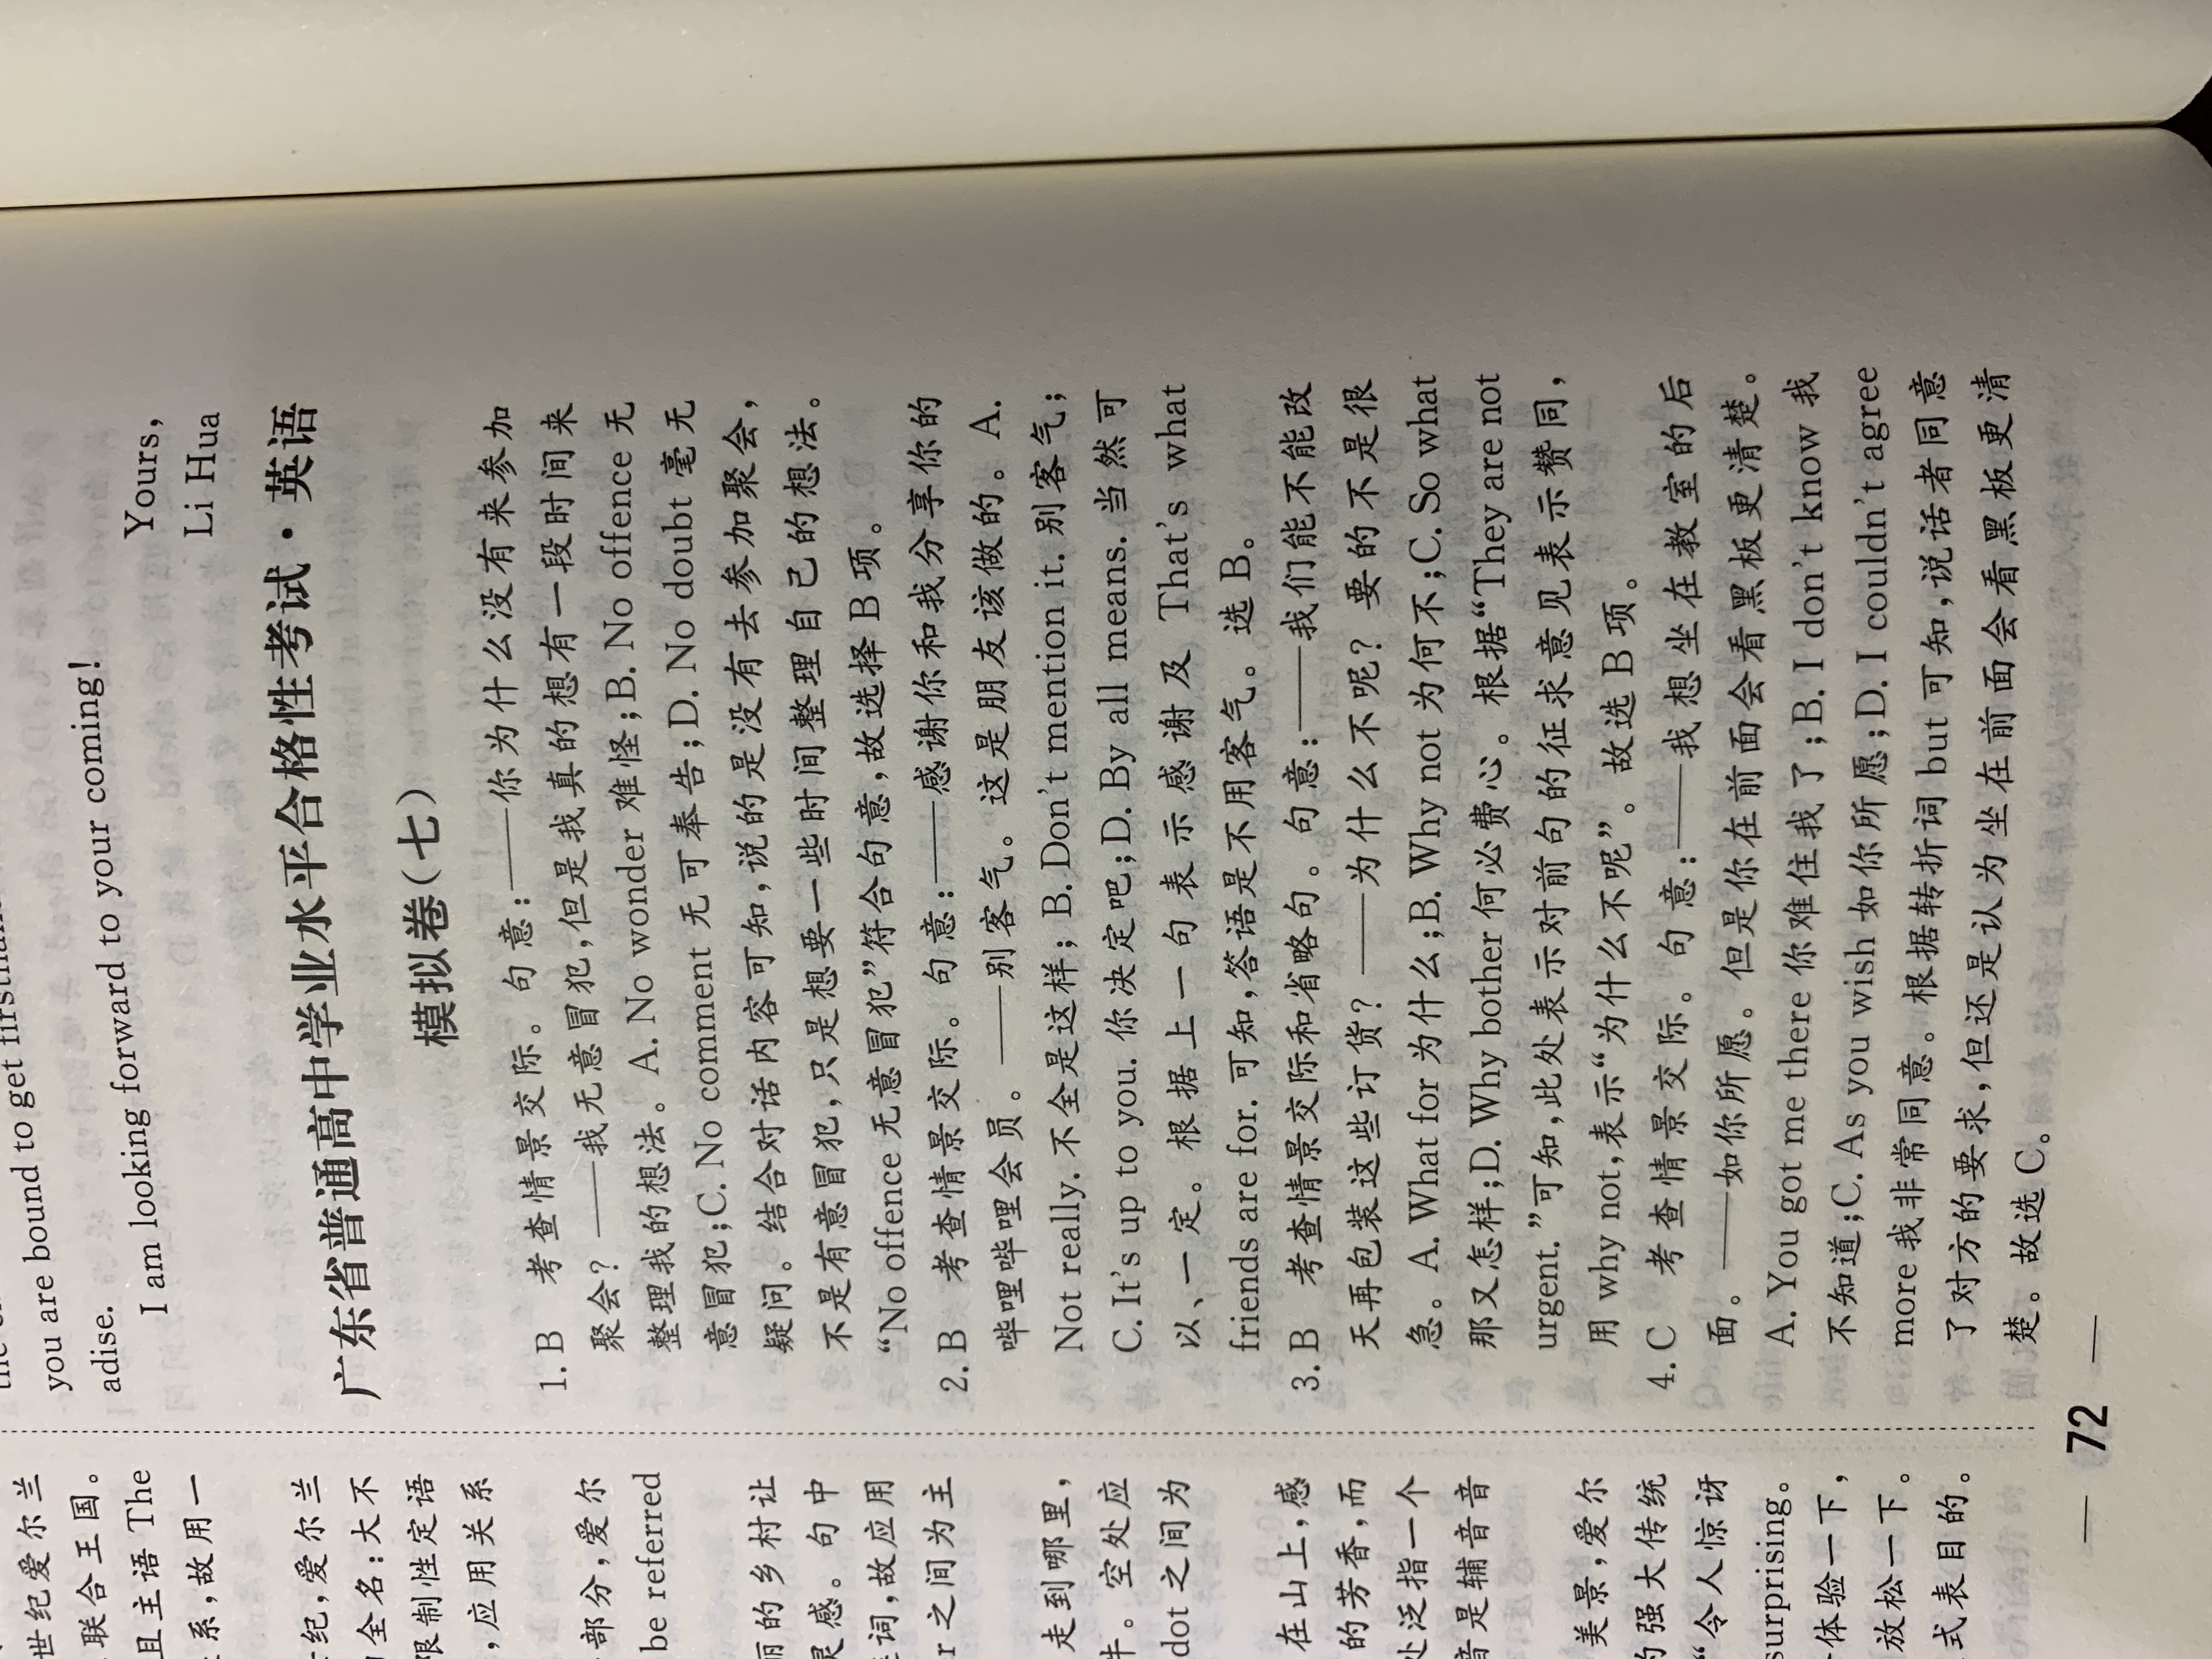 世纪爱尔兰
联合王国。
且主语 The
系,故用一
纪,爱尔兰
全名:大不
限制性定语
,应用关系
部分,爱尔
be referred
的乡村让
灵感。句中
词,故应用
之间为主
走到哪里,
牛。空处应
dot 之间为
在山上,感
的芳香,而
处泛指一个
音是辅音音
美景,爱尔
的强大传统
“令人惊讶
surprising。
体验一下,
放松一下。
式表目的。
you are bound to get
adise.
I am looking forward to your coming!
Yours,
Li Hua
广东省普通高中学业水平合格性考试·英语
模拟卷(七)
1. B 考查情景交际。句意:——你为什么没有来参加
聚会? ——我无意冒犯,但是我真的想有一段时间来
整理我的想法。A. No wonder 难怪;B. No offence 无
意冒犯;C. No comment 无可奉告;D. No doubt 毫无
疑问。结合对话内容可知,说的是没有去参加聚会,
不是有意冒犯,只是想要一些时间整理自己的想法。
“No offence 无意冒犯”符合句意,故选择 B 项。
2. B 考查情景交际。句意:——感谢你和我分享你的
哔哩哔哩会员。——别客气。这是朋友该做的。A.
Not really. 不全是这样; B. Don't mention it. 别客气;
C. It's up to you. 你决定吧;D. By all means. 当然可
以、一定。根据上一句表示感谢及 That's what
friends are for. 可知,答语是不用客气。选 B。
3. B 考查情景交际和省略句。句意:——我们能不能改
天再包装这些订货? ——为什么不呢? 要的不是很
急。A. What for 为什么;B. Why not 为何不;C. So what
那又怎样;D. Why bother 何必费心。根据“They are not
urgent.”可知,此处表示对前句的征求意见表示赞同,
用 why not,表示“为什么不呢”。故选 B 项。
4. C 考查情景交际。句意:——我想坐在教室的后
面。——如你所愿。但是你在前面会看黑板更清楚。
A. You got me there 你难住我了;B. I don't know 我
不知道;C. As you wish 如你所愿;D. I couldn't agree
more 我非常同意。根据转折词 but 可知,说话者同意
了对方的要求,但还是认为坐在前面会看黑板更清
楚。故选 C。
— 72 —